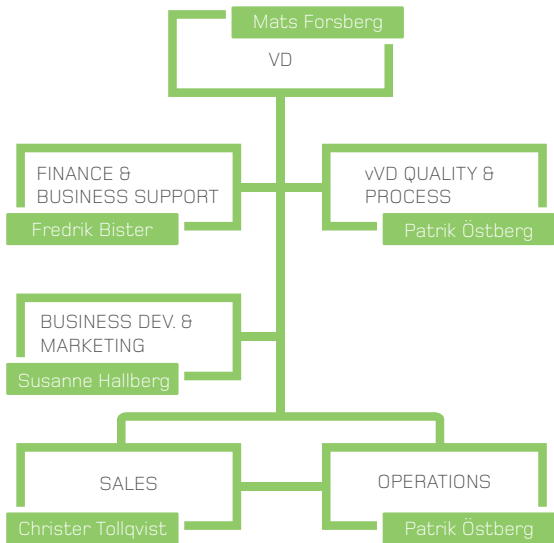 Mats Forsberg
VD
FINANCE &
BUSINESS SUPPORT
Fredrik Bister
vVD QUALITY &
PROCESS
Patrik Östberg
BUSINESS DEV. &
MARKETING
Susanne Hallberg
SALES
Christer Tollqvist
OPERATIONS
Patrik Östberg